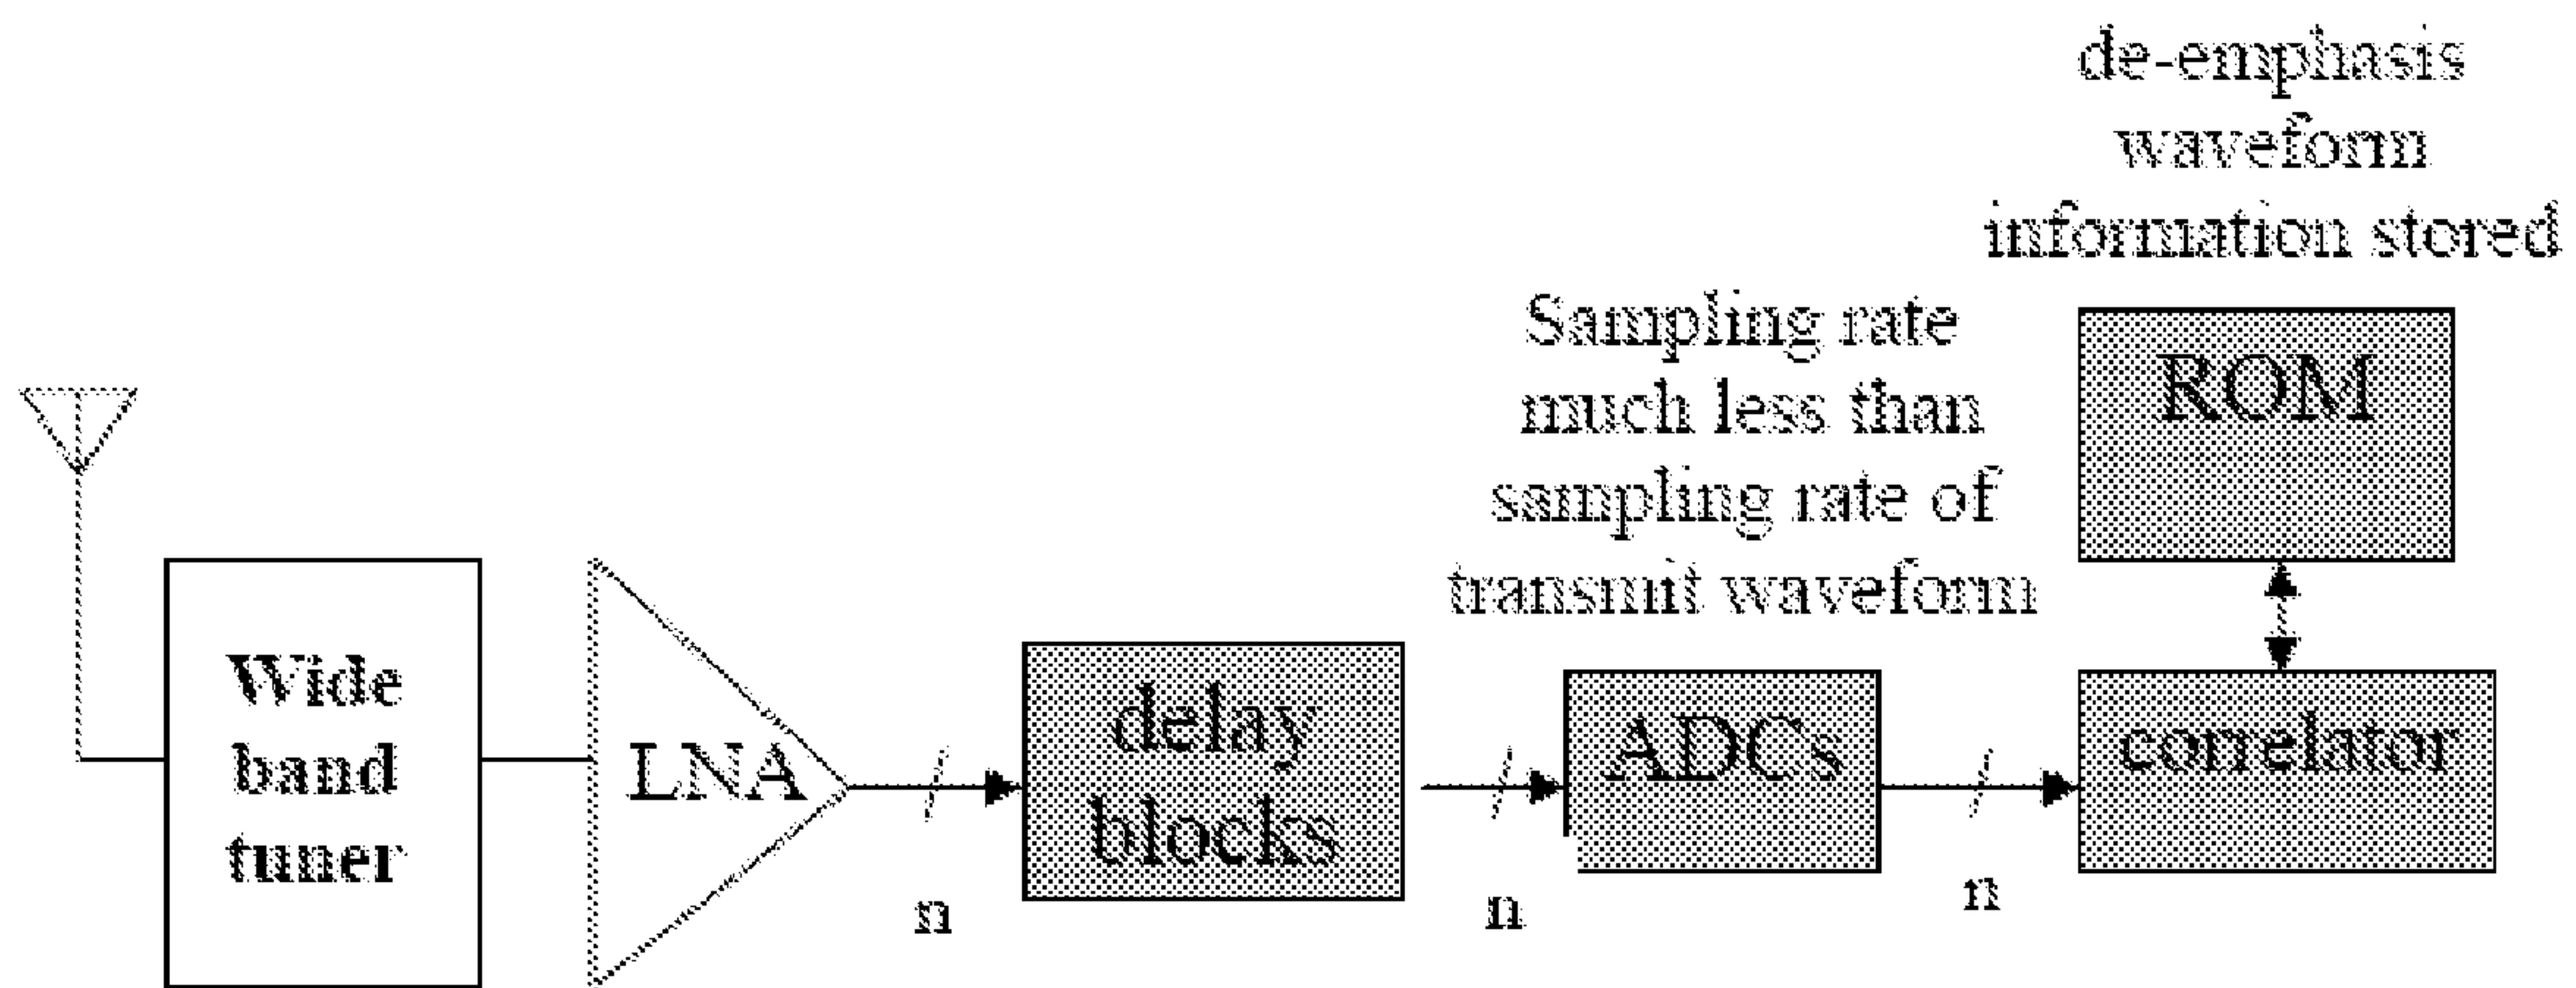 de-emphasis
waveform
information stored
Sampling rate
much less than
sampling rate of
transmit waveform
ROM
Wide
band
tuner
LNA
delay
blocks
ADCs
correlator
n
n
n